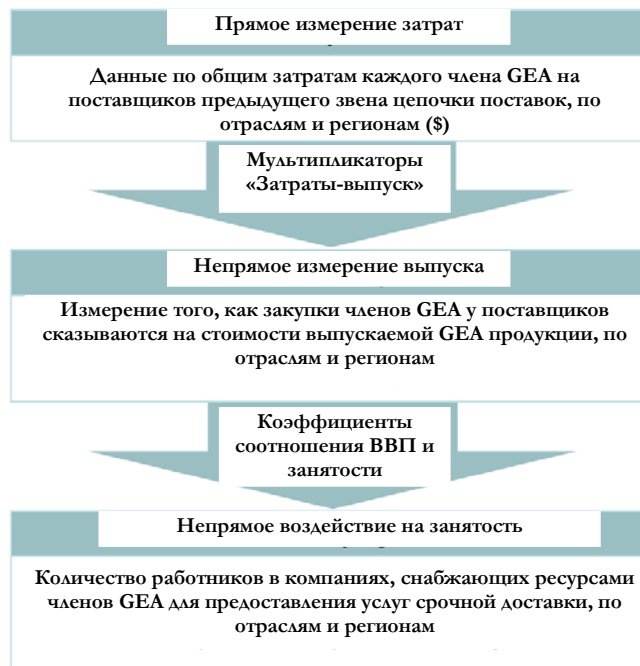 Прямое измерение затрат
Данные по общим затратам каждого члена GEA на
поставщиков предыдущего звена цепочки поставок, по
отраслям и регионам ($)
Мультипликаторы
«Затраты-выпуск»
Непрямое измерение выпуска
Измерение того, как закупки членов GEA у поставщиков
сказываются на стоимости выпускаемой GEA продукции, по
отраслям и регионам
Коэффициенты
соотношения ВВП и
занятости
Непрямое воздействие на занятость
Количество работников в компаниях, снабжающих ресурсами
членов GEA для предоставления услуг срочной доставки, по
отраслям и регионам